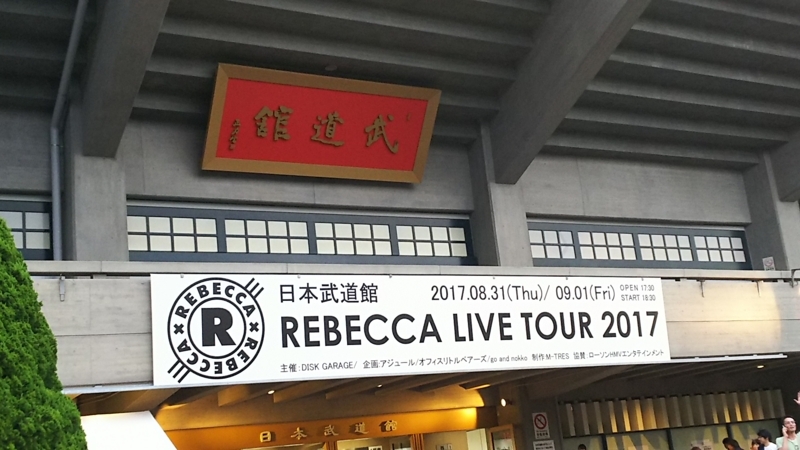 武道館
REBECCA
R
REBECCA
日本武道館
2017.08.31(Thu)/ 09.01(Fri)
OPEN 17:30
START 18:30
REBECCA LIVE TOUR 2017
主催:DISK GARAGE/ 企画:アジュール/オフィスリトルベアーズ/go and nokko 制作:M-TRES 協賛:ローソンHMVエンタテインメント
日本武道館